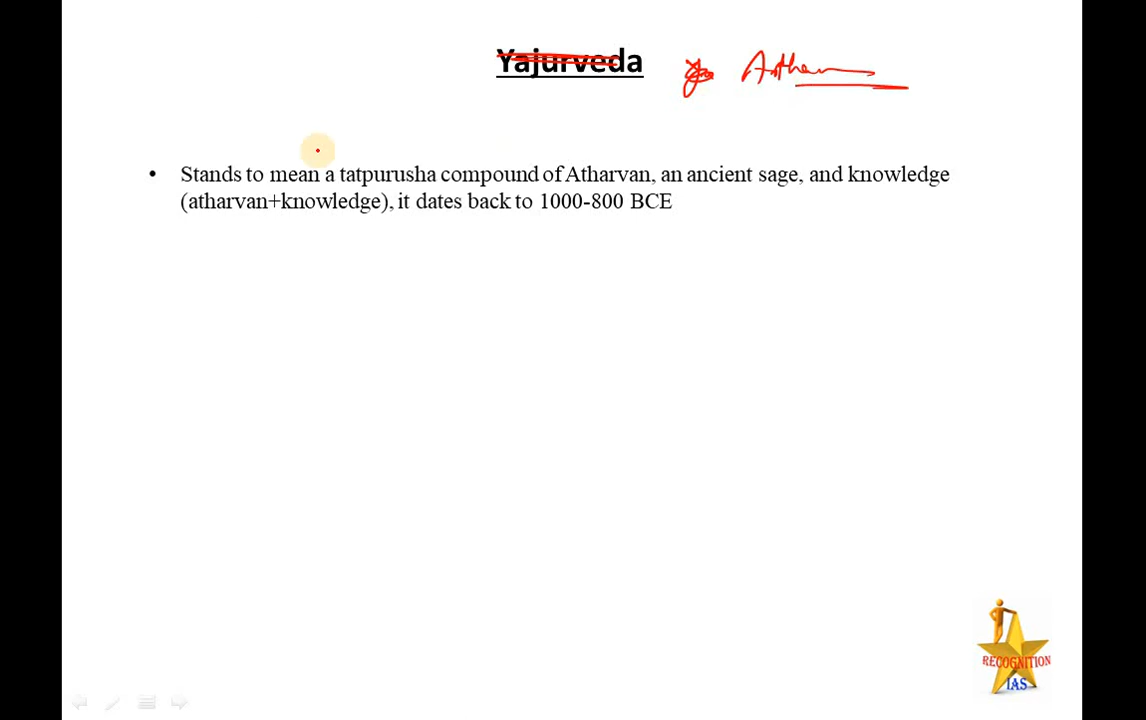 Yajurveda
• Stands to mean a tatpurusha compound of Atharvan, an ancient sage, and knowledge
(atharvan+knowledge), it dates back to 1000-800 BCE
RECOGNITION
IAS